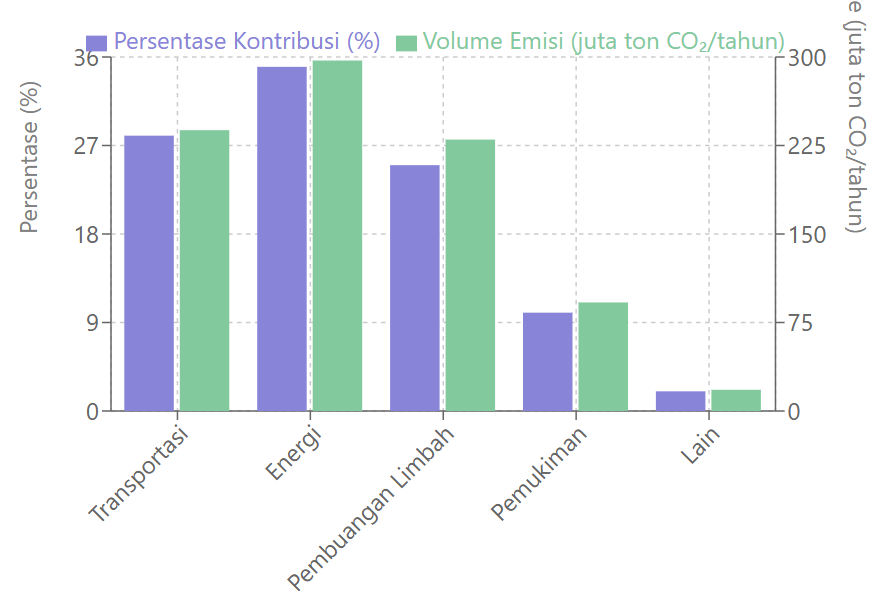 Persentase Kontribusi (%)
Volume Emisi (juta ton CO₂/tahun)
Persentase (%)
36
27
18
9
0
300
225
150
75
0
e (juta ton CO₂/tahun)
Transportasi
Energi
Pembuangan Limbah
Pemukiman
Lain